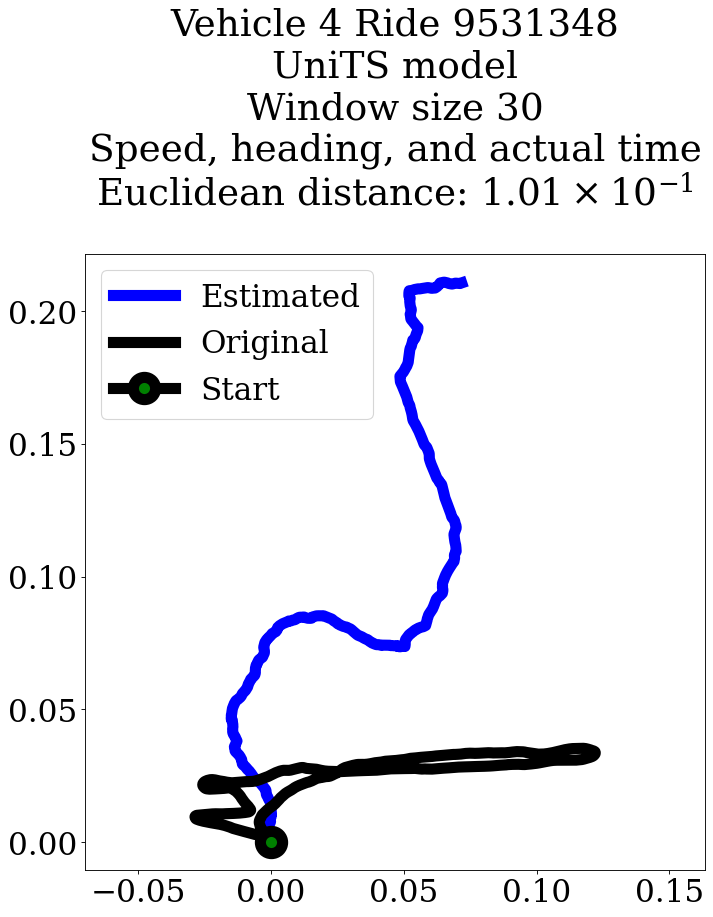 Vehicle 4 Ride 9531348
UniTS model
Window size 30
Speed, heading, and actual time
Euclidean distance: 1.01 × 10⁻¹
Estimated
Original
Start
0.20
0.15
0.10
0.05
0.00
−0.05 0.00 0.05 0.10 0.15